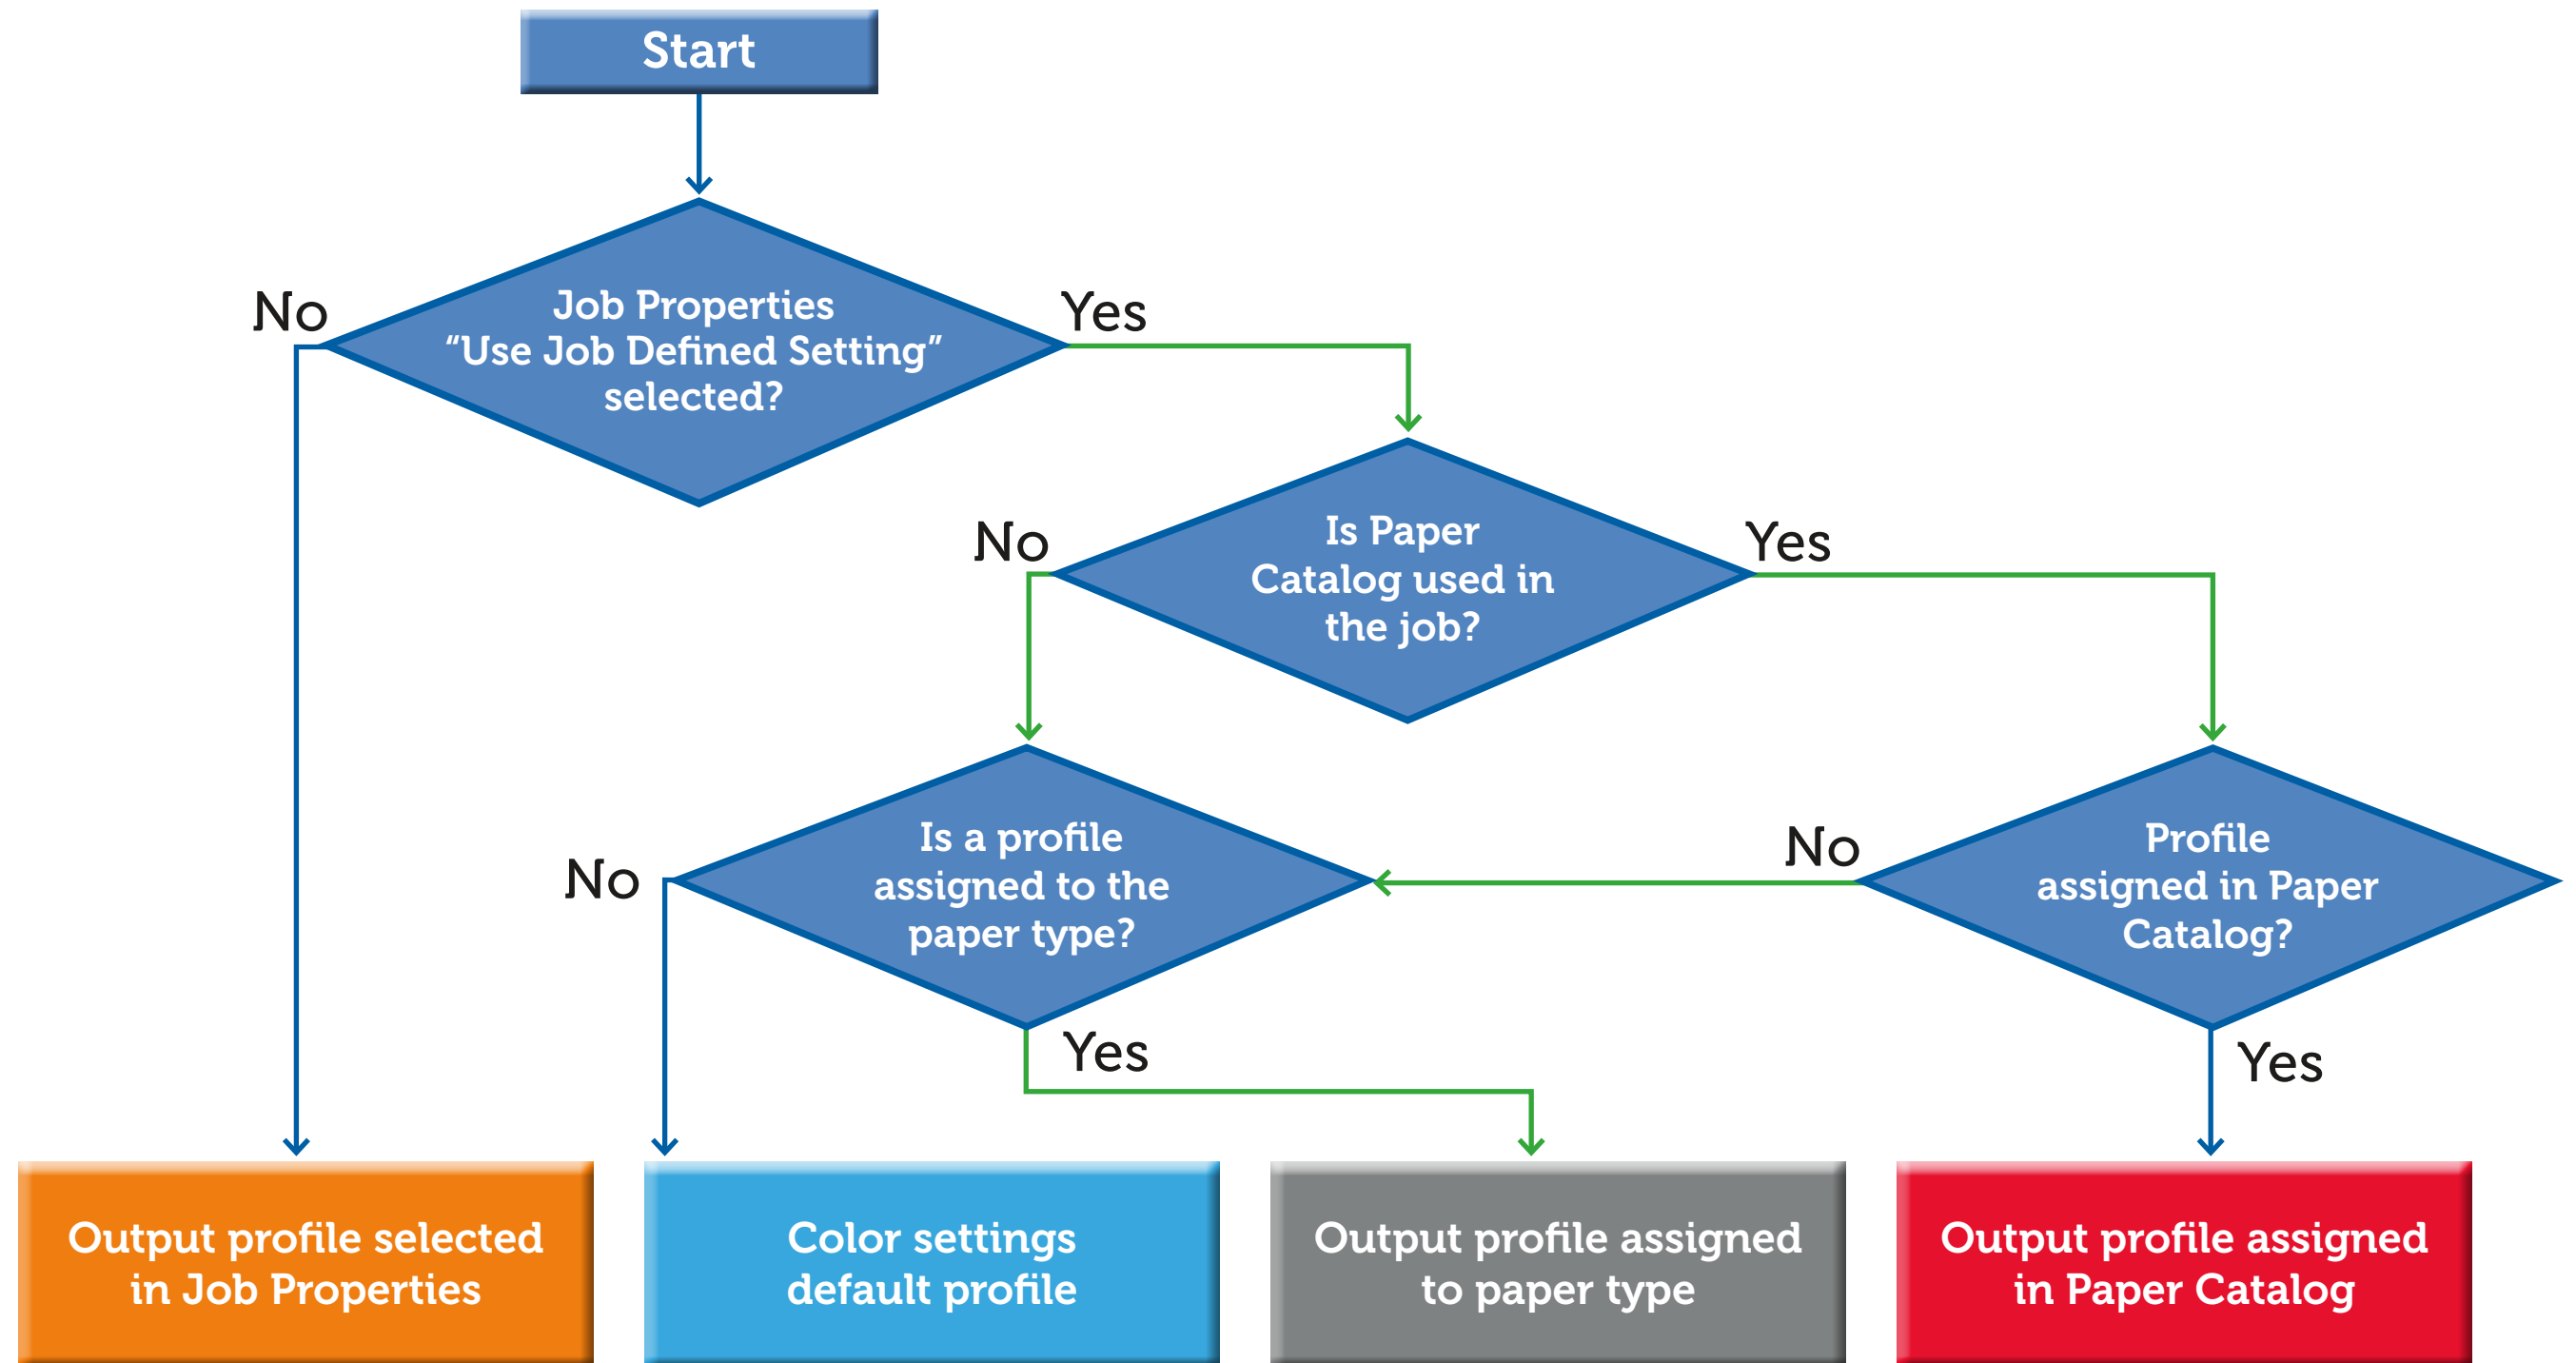 Start
No
Yes
Job Properties
“Use Job Defined Setting”
selected?
No
Yes
Is Paper
Catalog used in
the job?
No
Is a profile
assigned to the
paper type?
No
Profile
assigned in Paper
Catalog?
Yes
Yes
Output profile selected
in Job Properties
Color settings
default profile
Output profile assigned
to paper type
Output profile assigned
in Paper Catalog